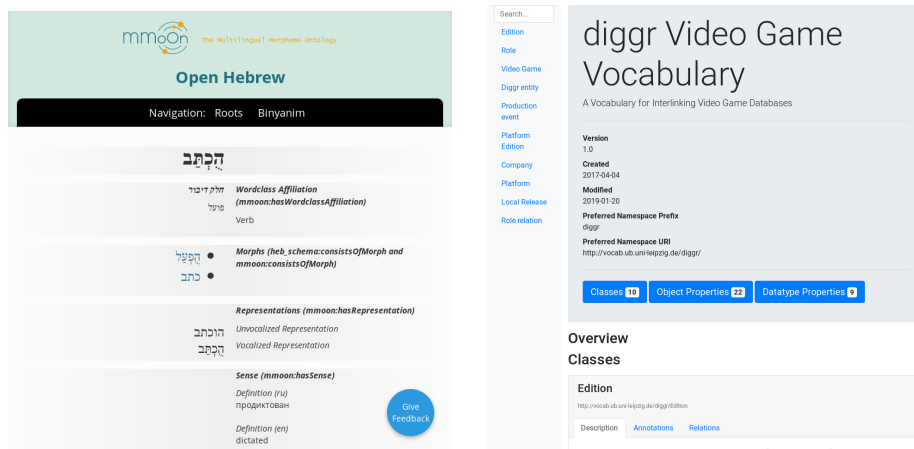 mmoOn The Multilingual Morpheme Ontology
Open Hebrew
Navigation: Roots Binyanim
הֻכְתַּב
חלק דיבור
פועל
Wordclass Affiliation
(mmoon:hasWordclassAffiliation)
Verb
הֻפְעַל
כתב
Morphs (heb_schema:consistsOfMorph and
mmoon:consistsOfMorph)
Representations (mmoon:hasRepresentation)
הוכתב Unvocalized Representation
הֻכְתַּב Vocalized Representation
Sense (mmoon:hasSense)
Definition (ru)
продиктован
Definition (en)
dictated
Give
Feedback
Search...
Edition
Role
Video Game
Diggr entity
Production
event
Platform
Edition
Company
Platform
Local Release
Role relation
diggr Video Game
Vocabulary
A Vocabulary for Interlinking Video Game Databases
Version
1.0
Created
2017-04-04
Modified
2019-01-20
Preferred Namespace Prefix
diggr
Preferred Namespace URI
http://vocab.ub.uni-leipzig.de/diggr/
Classes 10 Object Properties 22 Datatype Properties 9
Overview
Classes
Edition
http://vocab.ub.uni-leipzig.de/diggr/Edition
Description Annotations Relations